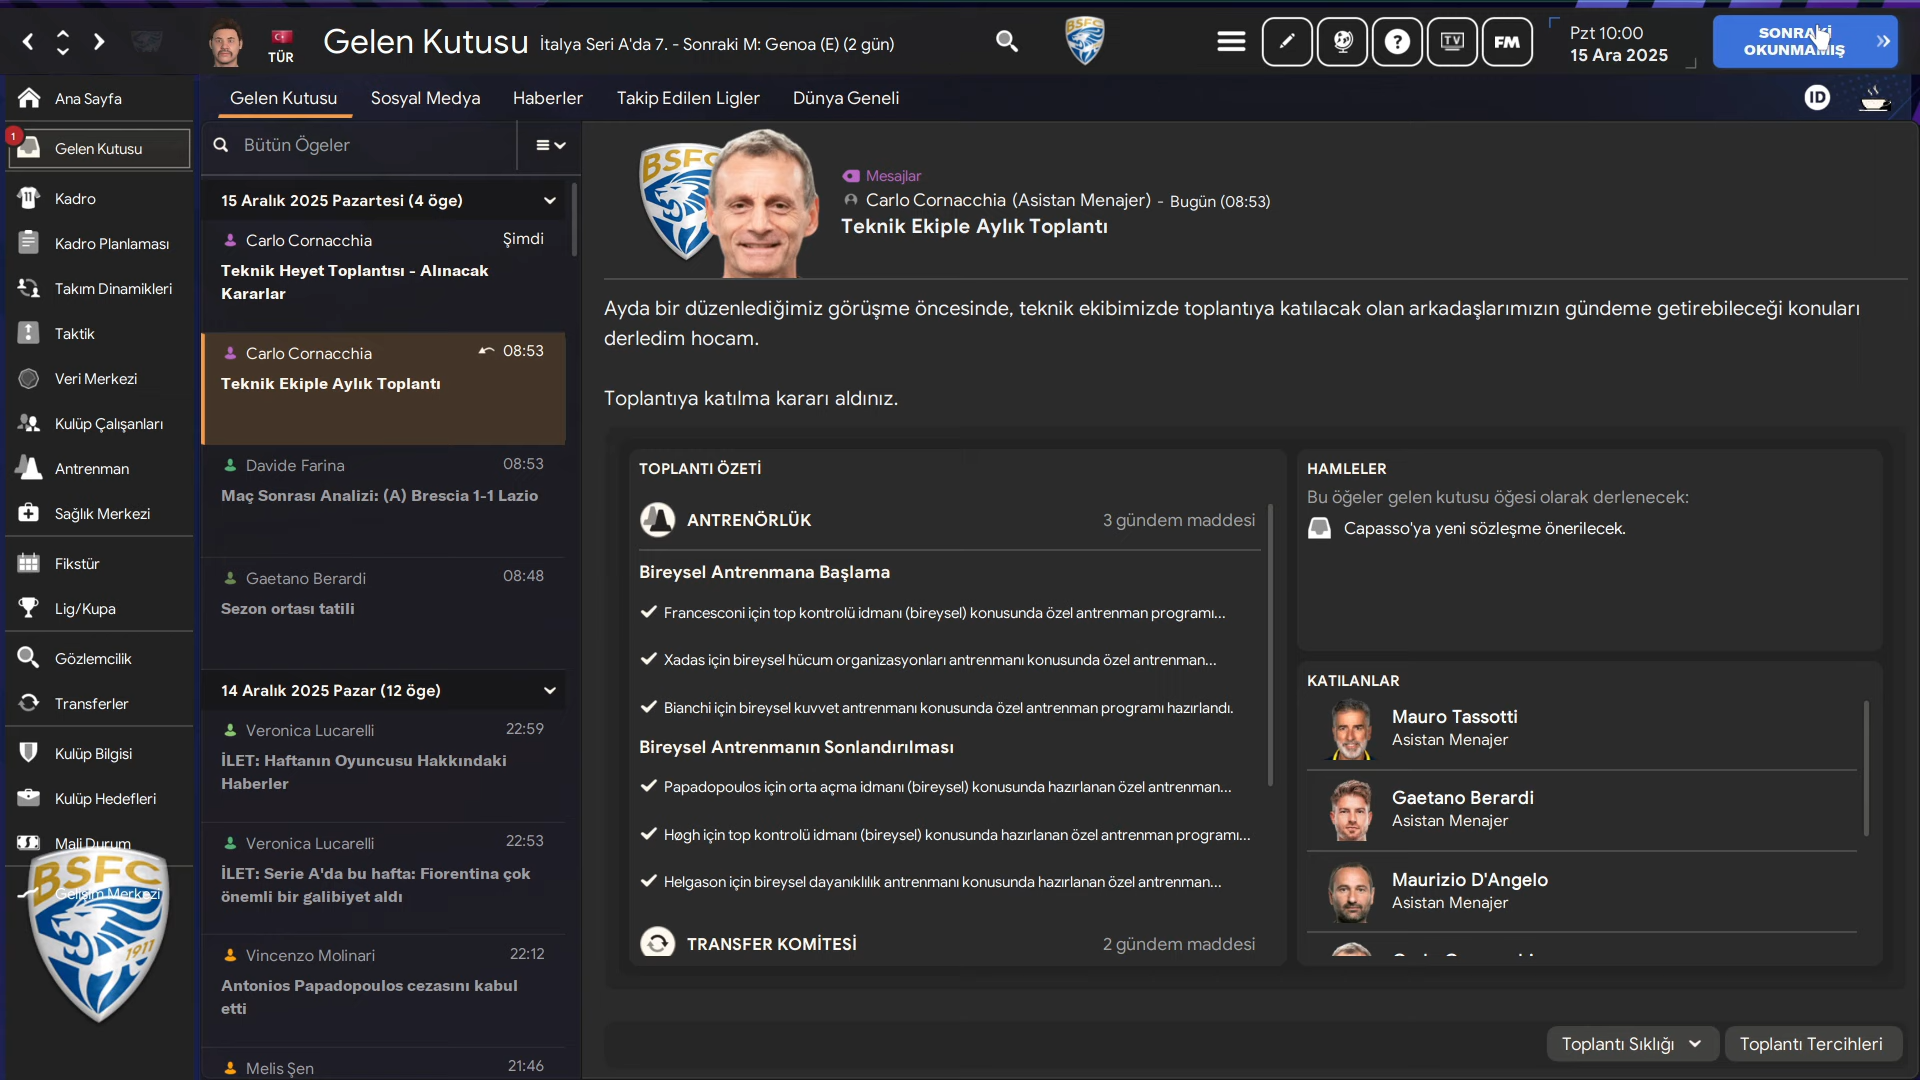 TÜR
Gelen Kutusu
İtalya Seri A'da 7. - Sonraki M: Genoa (E) (2 gün)
BSFC
FM
Pzt 10:00
15 Ara 2025
SONRAKİ
OKUNMAMIŞ
Ana Sayfa
1
Gelen Kutusu
Kadro
Kadro Planlaması
Takım Dinamikleri
Taktik
Veri Merkezi
Kulüp Çalışanları
Antrenman
Sağlık Merkezi
Fikstür
Lig/Kupa
Gözlemcilik
Transferler
Kulüp Bilgisi
Kulüp Hedefleri
Mali Durum
Gelişim Merkezi
BSFC
1911
Gelen Kutusu
Sosyal Medya
Haberler
Takip Edilen Ligler
Dünya Geneli
ID
Bütün Ögeler
15 Aralık 2025 Pazartesi (4 öge)
Carlo Cornacchia
Şimdi
Teknik Heyet Toplantısı - Alınacak
Kararlar
Carlo Cornacchia
08:53
Teknik Ekiple Aylık Toplantı
Davide Farina
08:53
Maç Sonrası Analizi: (A) Brescia 1-1 Lazio
Gaetano Berardi
08:48
Sezon ortası tatili
14 Aralık 2025 Pazar (12 öge)
Veronica Lucarelli
22:59
İLET: Haftanın Oyuncusu Hakkındaki
Haberler
Veronica Lucarelli
22:53
İLET: Serie A'da bu hafta: Fiorentina çok
önemli bir galibiyet aldı
Vincenzo Molinari
22:12
Antonios Papadopoulos cezasını kabul
etti
Melis Şen
21:46
BSFC
Mesajlar
Carlo Cornacchia (Asistan Menajer) - Bugün (08:53)
Teknik Ekiple Aylık Toplantı
Ayda bir düzenlediğimiz görüşme öncesinde, teknik ekibimizde toplantıya katılacak olan arkadaşlarımızın gündeme getirebileceği konuları
derledim hocam.
Toplantıya katılma kararı aldınız.
TOPLANTI ÖZETİ
ANTRENÖRLÜK
3 gündem maddesi
Bireysel Antrenmana Başlama
Francesconi için top kontrolü idmanı (bireysel) konusunda özel antrenman programı...
Xadas için bireysel hücum organizasyonları antrenmanı konusunda özel antrenman...
Bianchi için bireysel kuvvet antrenmanı konusunda özel antrenman programı hazırlandı.
Bireysel Antrenmanın Sonlandırılması
Papadopoulos için orta açma idmanı (bireysel) konusunda hazırlanan özel antrenman...
Høgh için top kontrolü idmanı (bireysel) konusunda hazırlanan özel antrenman programı...
Helgason için bireysel dayanıklılık antrenmanı konusunda hazırlanan özel antrenman...
TRANSFER KOMİTESİ
2 gündem maddesi
HAMLELER
Bu öğeler gelen kutusu öğesi olarak derlenecek:
Capasso'ya yeni sözleşme önerilecek.
KATILANLAR
Mauro Tassotti
Asistan Menajer
Gaetano Berardi
Asistan Menajer
Maurizio D'Angelo
Asistan Menajer
Toplantı Sıklığı
Toplantı Tercihleri